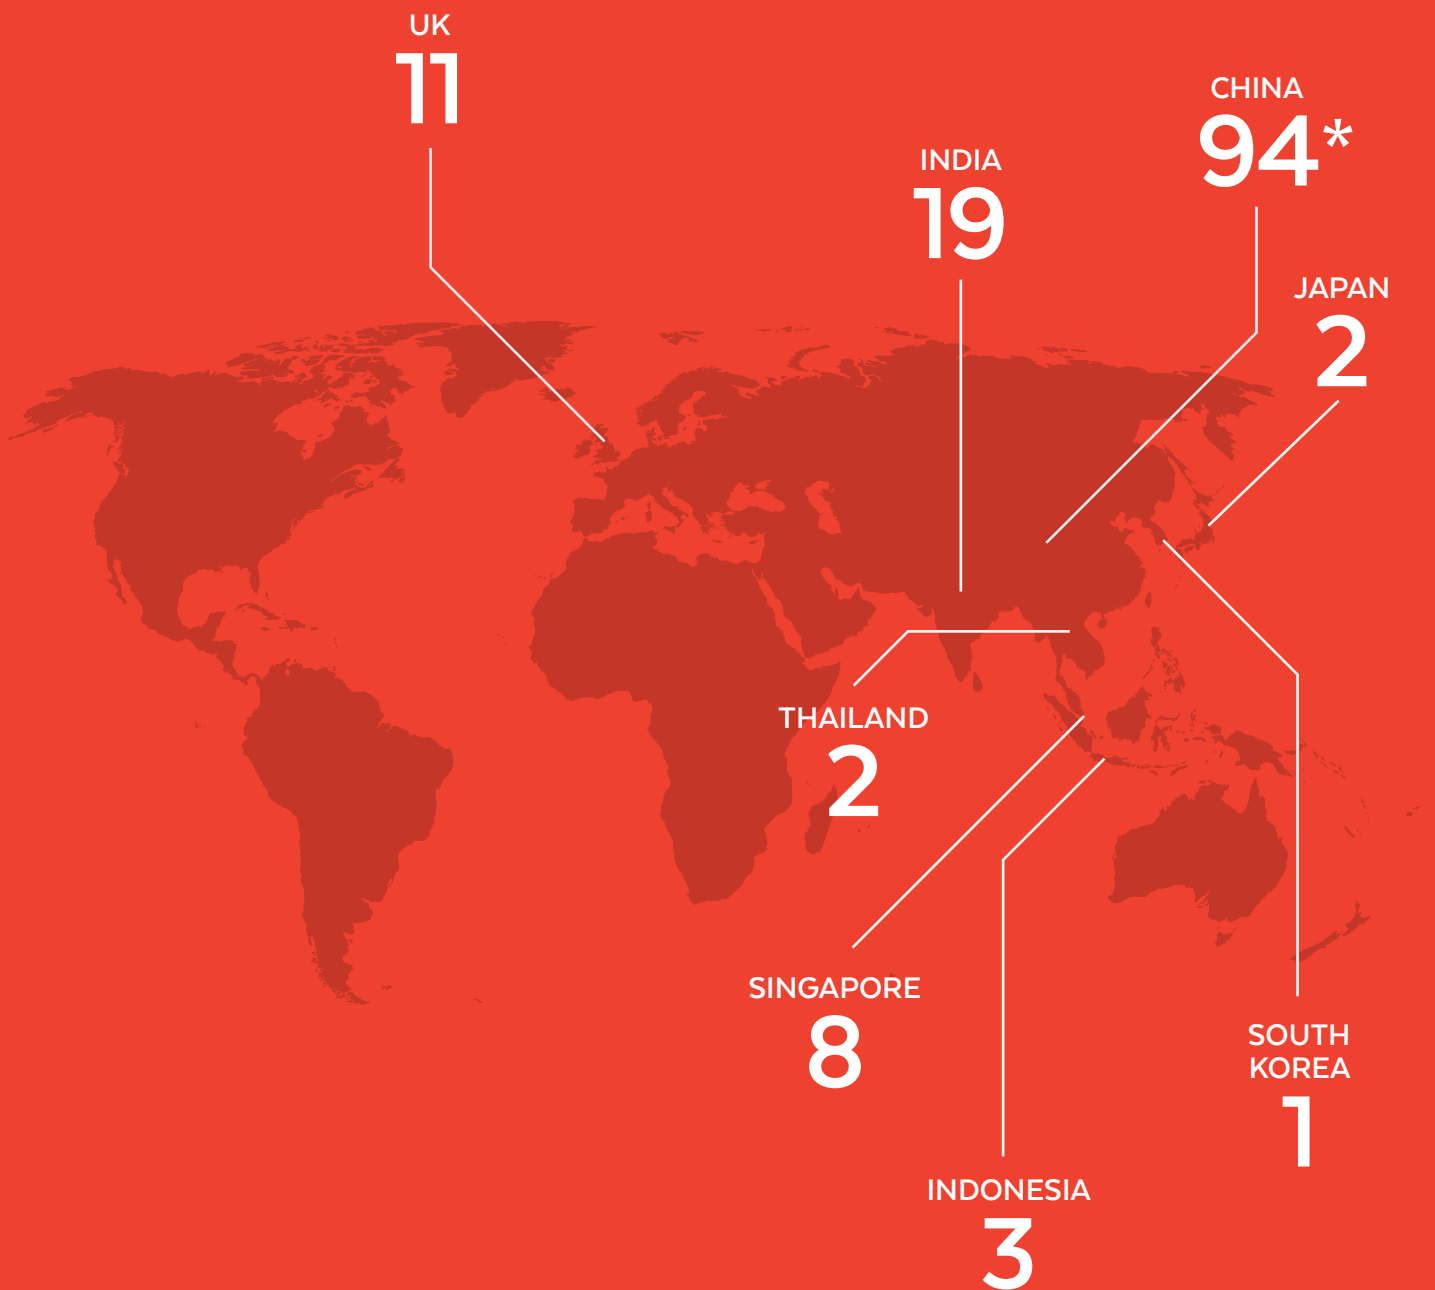 UK
11
CHINA
94*
INDIA
19
JAPAN
2
THAILAND
2
SINGAPORE
8
SOUTH
KOREA
1
INDONESIA
3